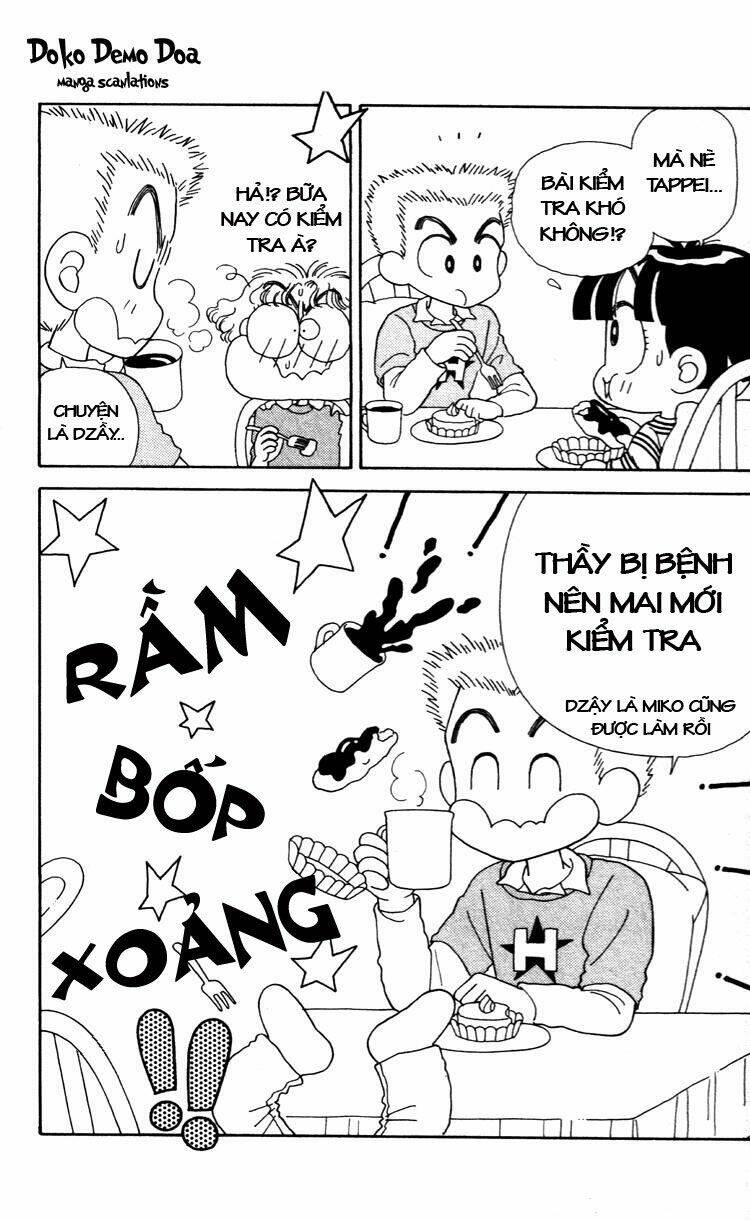 Doko Demo Doa
manga scanlations
MÀ NÈ
TAPPEI...
BÀI KIỂM
TRA KHÓ
KHÔNG!?
HẢ!? BỮA
NAY CÓ KIỂM
TRA À?
CHUYỆN
LÀ DZẦY...
THẦY BỊ BỆNH
NÊN MAI MỚI
KIỂM TRA
DZẬY LÀ MIKO CŨNG
ĐƯỢC LÀM RỒI
RẦM
BỐP
XOẢNG
!!
H